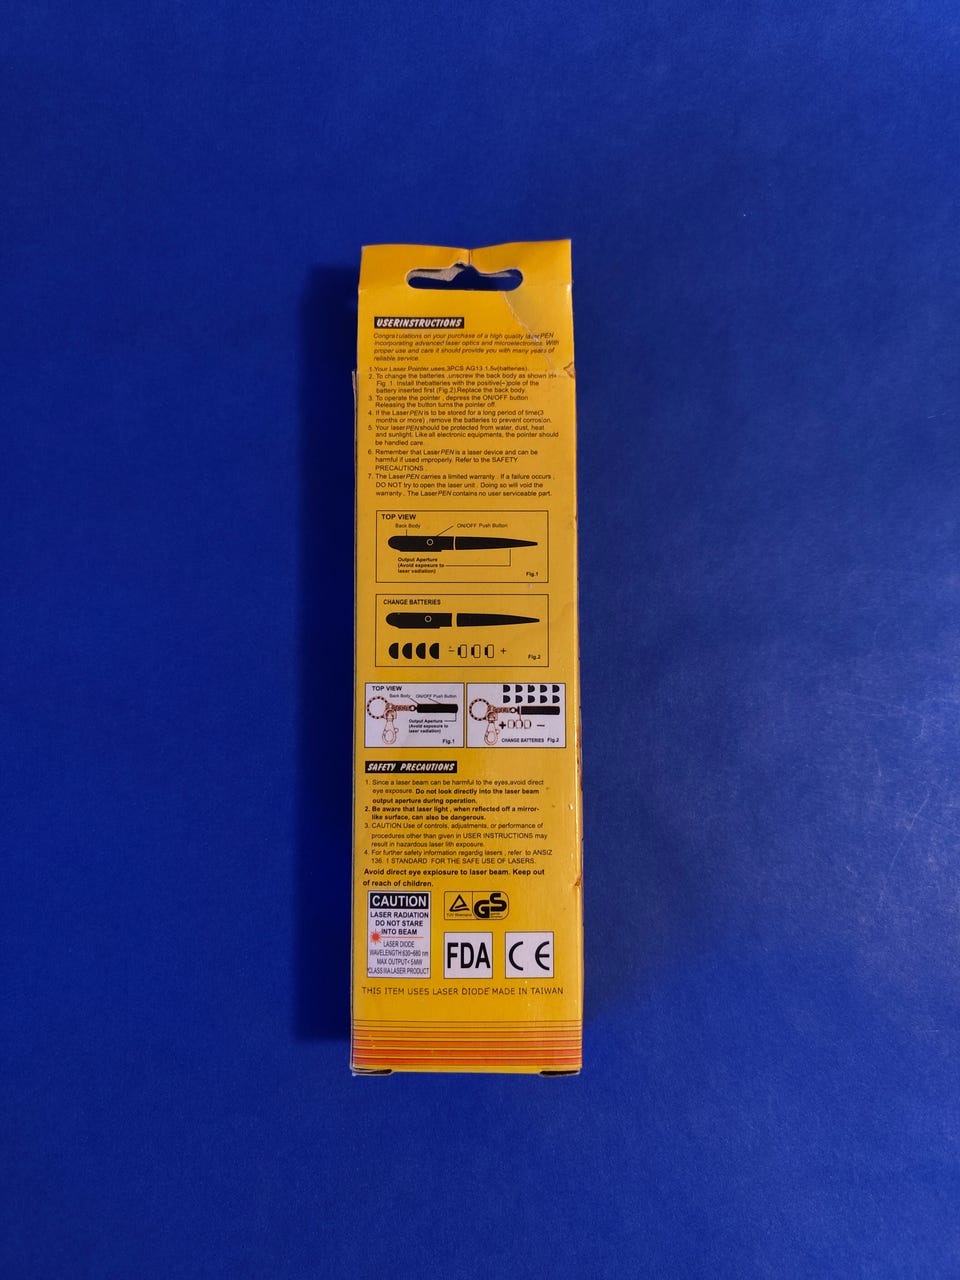 USERINSTRUCTIONS
Congratulations on your purchase of a high quality laserPEN
incorporating advanced laser optics and microelectronics. With
proper use and care it should provide you with many years of
reliable service.
1.Your Laser Pointer uses 3PCS AG13 1.5v(batteries).
2. To change the batteries ,unscrew the back body as shown in
Fig .1. Install thebatteries with the positive(+)pole of the
battery inserted first (Fig.2).Replace the back body.
3. To operate the pointer , depress the ON/OFF button
Releasing the button turns the pointer off.
4. If the LaserPEN is to be stored for a long period of time(3
months or more) ,remove the batteries to prevent corrosion.
5. Your laserPEN should be protected from water, dust, heat
and sunlight. Like all electronic equipments, the pointer should
be handled care.
6. Remember that LaserPEN is a laser device and can be
harmful if used improperly. Refer to the SAFETY
PRECAUTIONS .
7. The LaserPEN carries a limited warranty . If a failure occurs ,
DO NOT try to open the laser unit . Doing so will void the
warranty . The LaserPEN contains no user serviceable part.
TOP VIEW
Back Body
ON/OFF Push Button
Output Aperture
(Avoid exposure to
laser radiation)
Fig.1
CHANGE BATTERIES
− +
Fig.2
TOP VIEW
Back Body ON/OFF Push Button
Output Aperture
(Avoid exposure to
laser radiation)
Fig.1
+ −
CHANGE BATTERIES Fig.2
SAFETY PRECAUTIONS
1. Since a laser beam can be harmful to the eyes,avoid direct
eye exposure. Do not look directly into the laser beam
output aperture during operation.
2. Be aware that laser light , when reflected off a mirror-
like surface, can also be dangerous.
3. CAUTION:Use of controls, adjustments, or performance of
procedures other than given in USER INSTRUCTIONS may
result in hazardous laser lith exposure.
4. For further safety information regardig lasers , refer to ANSIZ
136. 1 STANDARD FOR THE SAFE USE OF LASERS.
Avoid direct eye expiosure to laser beam. Keep out
of reach of children.
CAUTION
LASER RADIATION
DO NOT STARE
INTO BEAM
LASER DIODE
WAVELENGTH:630~680 nm
MAX OUTPUT< 5MW
CLASS IIIA LASER PRODUCT
TÜV Rheinland
GS
FDA
CE
THIS ITEM USES LASER DIODE MADE IN TAIWAN